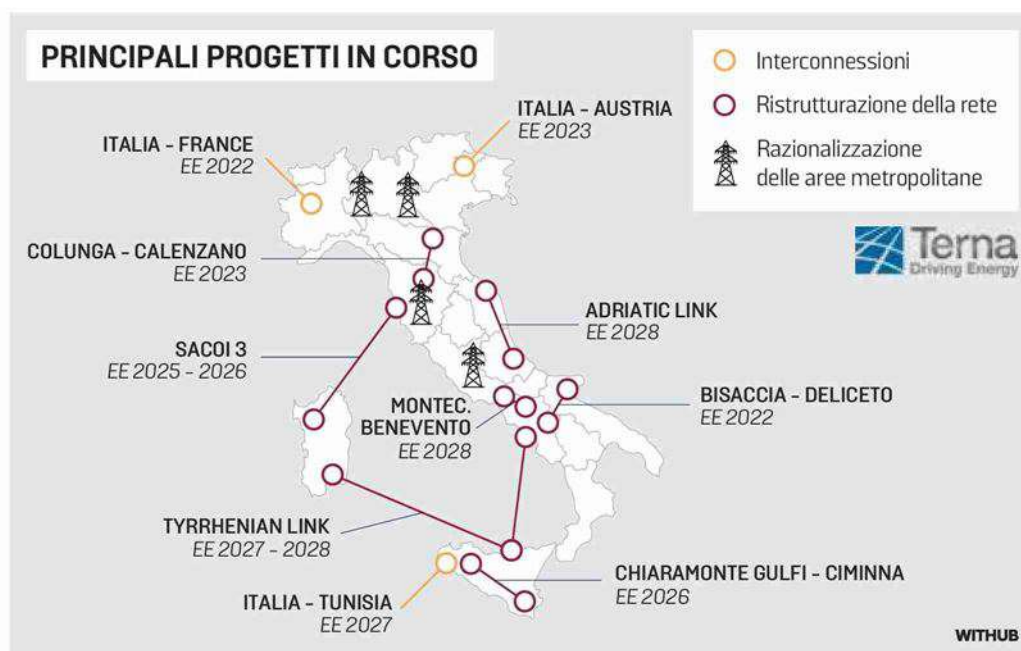 PRINCIPALI PROGETTI IN CORSO
Interconnessioni
Ristrutturazione della rete
Razionalizzazione
delle aree metropolitane
Terna
Driving Energy
ITALIA - AUSTRIA
EE 2023
ITALIA - FRANCE
EE 2022
COLUNGA - CALENZANO
EE 2023
ADRIATIC LINK
EE 2028
SACOI 3
EE 2025 - 2026
BISACCIA - DELICETO
EE 2022
MONTEC.
BENEVENTO
EE 2028
TYRRHENIAN LINK
EE 2027 - 2028
CHIARAMONTE GULFI - CIMINNA
EE 2026
ITALIA - TUNISIA
EE 2027
WITHUB